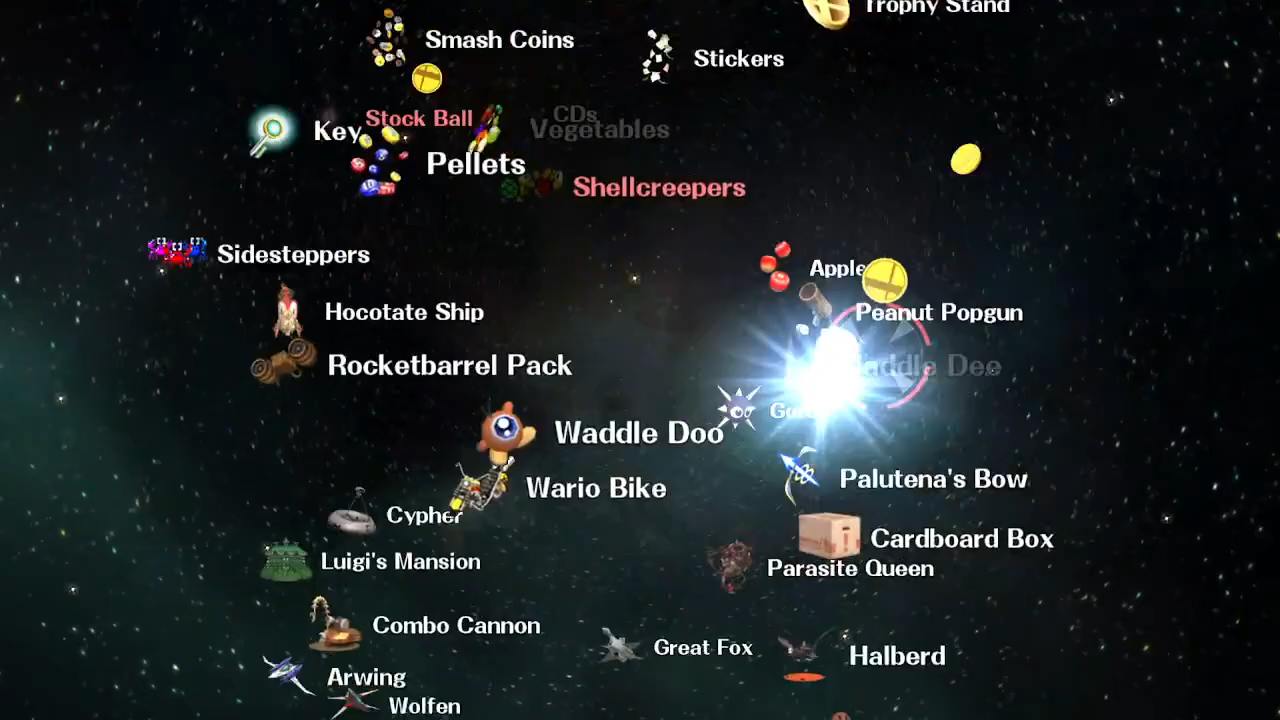 Trophy Stand
Smash Coins
Stickers
CDs
Stock Ball
Key
Vegetables
Pellets
Shellcreepers
Sidesteppers
Apple
Hocotate Ship
Peanut Popgun
Rocketbarrel Pack
Waddle Dee
Waddle Doo
Palutena's Bow
Wario Bike
Cypher
Cardboard Box
Luigi's Mansion
Parasite Queen
Combo Cannon
Great Fox
Halberd
Arwing
Wolfen